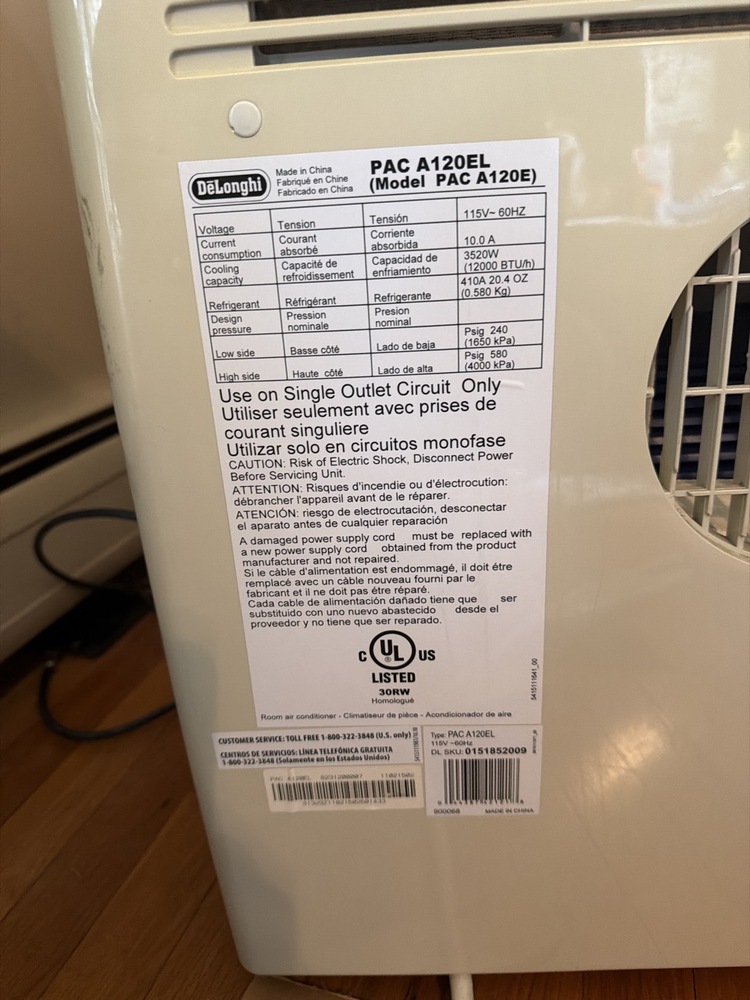 DeLonghi
Made in China
Fabriqué en Chine
Fabricado en China
PAC A120EL
(Model PAC A120E)
Voltage Tension Tensión 115V~ 60HZ
Current consumption Courant absorbé Corriente absorbida 10.0 A
Cooling capacity Capacité de refroidissement Capacidad de enfriamiento 3520W (12000 BTU/h)
Refrigerant Réfrigérant Refrigerante 410A 20.4 OZ (0.580 Kg)
Design pressure Pression nominale Presion nominal
Low side Basse côté Lado de baja Psig 240 (1650 kPa)
High side Haute côté Lado de alta Psig 580 (4000 kPa)
Use on Single Outlet Circuit Only
Utiliser seulement avec prises de
courant singuliere
Utilizar solo en circuitos monofase
CAUTION: Risk of Electric Shock, Disconnect Power
Before Servicing Unit.
ATTENTION: Risques d'incendie ou d'électrocution:
débrancher l'appareil avant de le réparer.
ATENCIÓN: riesgo de electrocutación, desconectar
el aparato antes de cualquier reparación
A damaged power supply cord must be replaced with
a new power supply cord obtained from the product
manufacturer and not repaired.
Si le câble d'alimentation est endommagé, il doit étre
remplacé avec un câble nouveau fourni par le
fabricant et il ne doit pas étre réparé.
Cada cable de alimentación dañado tiene que ser
substituido con uno nuevo abastecido desde el
proveedor y no tiene que ser reparado.
C UL US
®
LISTED
30RW
Homologué
Room air conditioner - Climatiseur de pièce - Acondicionador de aire
5415111641_00
CUSTOMER SERVICE: TOLL FREE 1-800-322-3848 (U.S. only)
CENTROS DE SERVICIOS: LÍNEA TELEFÓNICA GRATUITA
1-800-322-3848 (Solamente en los Estados Unidos)
Type: PAC A120EL
115V ~60Hz
DL SKU: 0151852009
900068 MADE IN CHINA
PAC A120EL